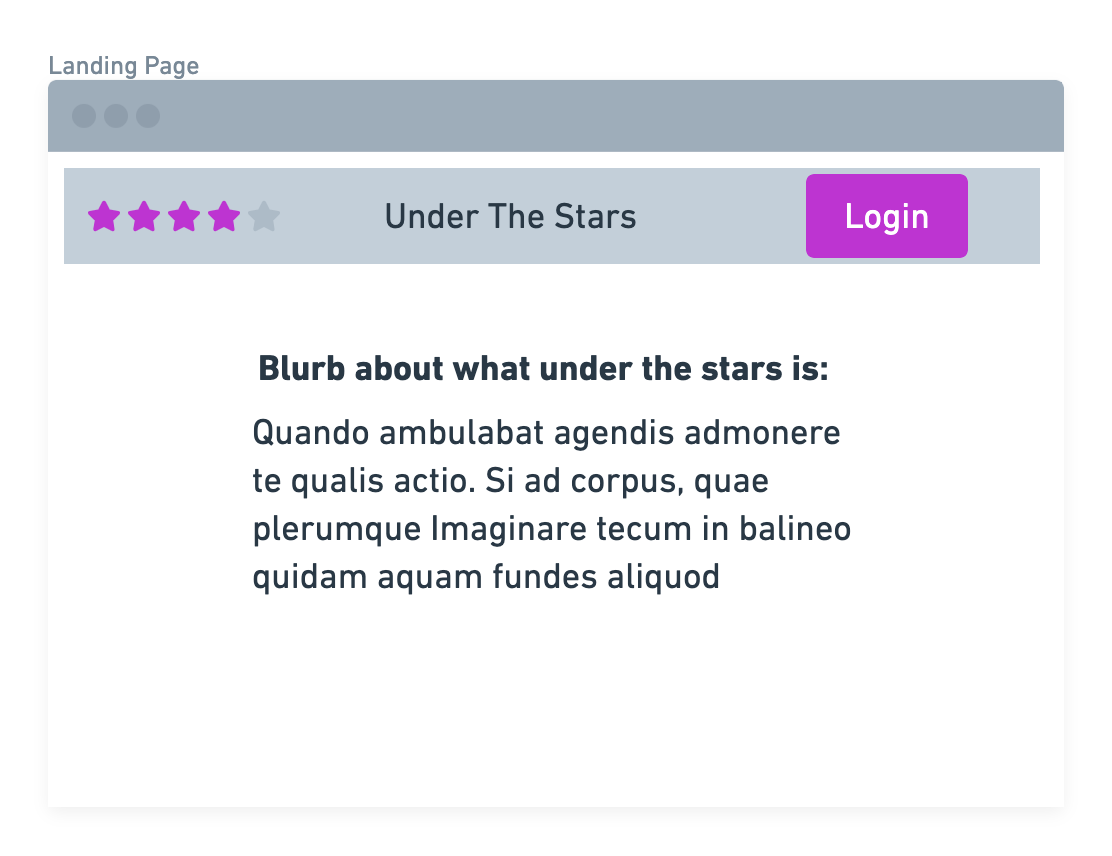 Landing Page
Under The Stars
Login
Blurb about what under the stars is:
Quando ambulabat agendis admonere
te qualis actio. Si ad corpus, quae
plerumque Imaginare tecum in balineo
quidam aquam fundes aliquod